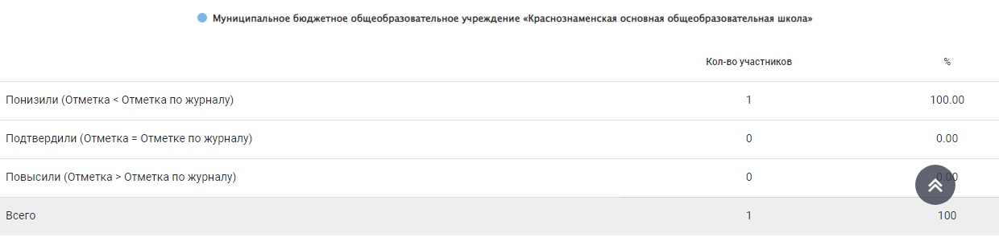 Муниципальное бюджетное общеобразовательное учреждение «Краснознаменская основная общеобразовательная школа»
Кол-во участников %
Понизили (Отметка < Отметка по журналу) 1 100.00
Подтвердили (Отметка = Отметке по журналу) 0 0.00
Повысили (Отметка > Отметка по журналу) 0 0.00
Всего 1 100